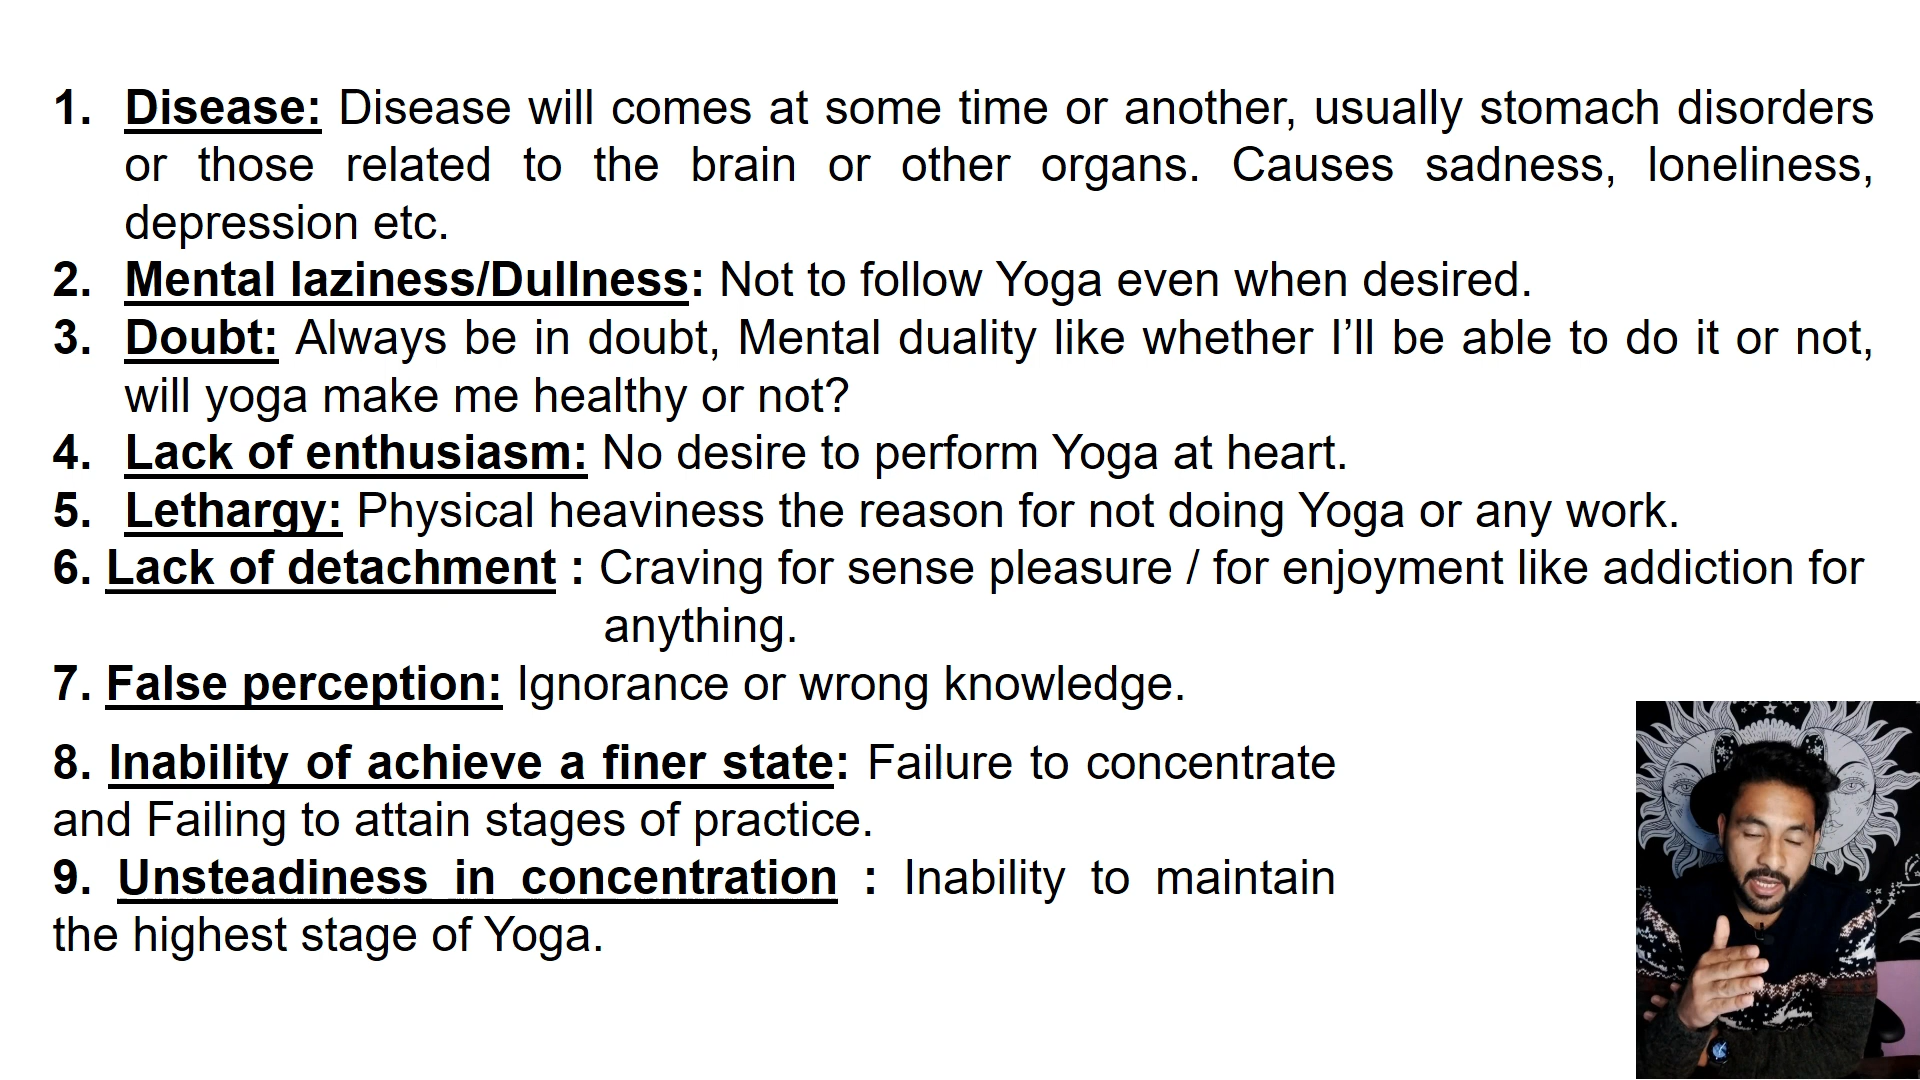 1. Disease: Disease will comes at some time or another, usually stomach disorders
or those related to the brain or other organs. Causes sadness, loneliness,
depression etc.
2. Mental laziness/Dullness: Not to follow Yoga even when desired.
3. Doubt: Always be in doubt, Mental duality like whether I’ll be able to do it or not,
will yoga make me healthy or not?
4. Lack of enthusiasm: No desire to perform Yoga at heart.
5. Lethargy: Physical heaviness the reason for not doing Yoga or any work.
6. Lack of detachment : Craving for sense pleasure / for enjoyment like addiction for
anything.
7. False perception: Ignorance or wrong knowledge.
8. Inability of achieve a finer state: Failure to concentrate
and Failing to attain stages of practice.
9. Unsteadiness in concentration : Inability to maintain
the highest stage of Yoga.